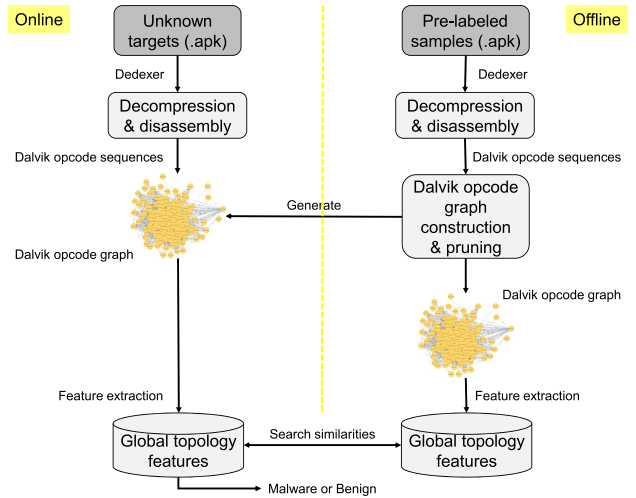 Online
Unknown
targets (.apk)
Pre-labeled
samples (.apk)
Offline
Dedexer
Dedexer
Decompression
& disassembly
Decompression
& disassembly
Dalvik opcode sequences
Dalvik opcode sequences
Dalvik opcode
graph
construction
& pruning
Generate
Dalvik opcode graph
Dalvik opcode graph
Feature extraction
Feature extraction
Global topology
features
Search similarities
Global topology
features
Malware or Benign